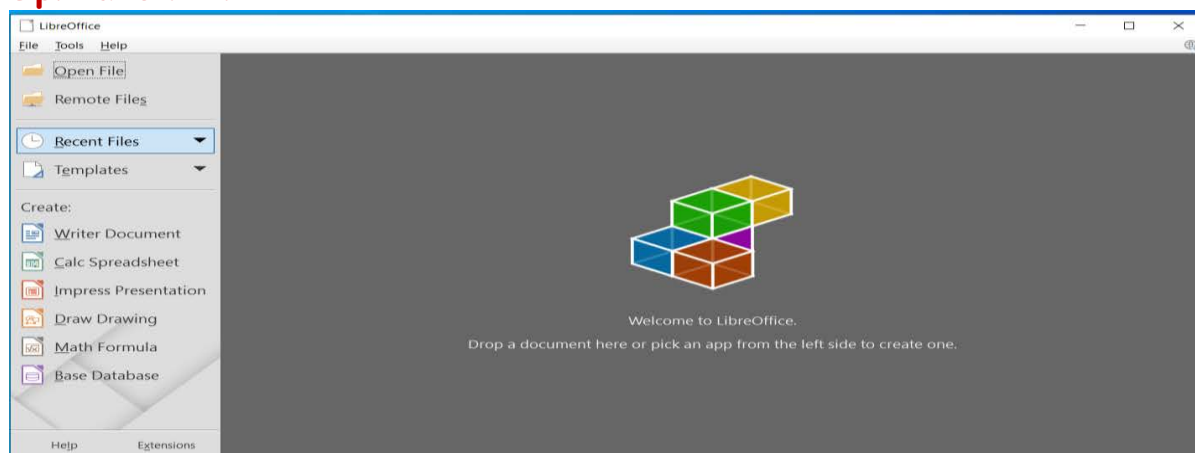 LibreOffice
File Tools Help
Open File
Remote Files
Recent Files
Templates
Create:
Writer Document
Calc Spreadsheet
Impress Presentation
Draw Drawing
Math Formula
Base Database
Help Extensions
Welcome to LibreOffice.
Drop a document here or pick an app from the left side to create one.